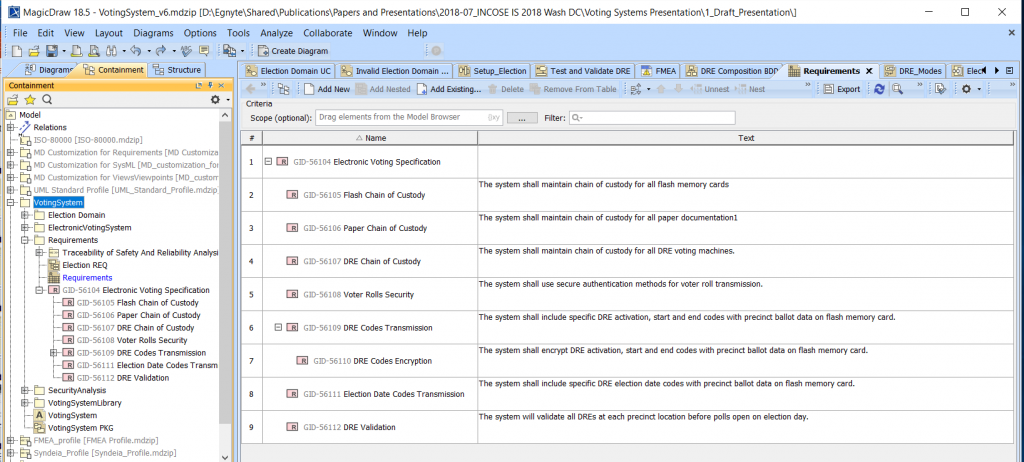 MagicDraw 18.5 - VotingSystem_v6.mdzip [D:\Egnyte\Shared\Publications\Papers and Presentations\2018-07_INCOSE IS 2018 Wash DC\Voting Systems Presentation\1_Draft_Presentation\]
File Edit View Layout Diagrams Options Tools Analyze Collaborate Window Help
Create Diagram
Diagrams Containment Structure
Election Domain UC Invalid Election Domain ... Setup_Election Test and Validate DRE FMEA DRE Composition BDD Requirements DRE_Modes Elec
Containment
Add New Add Nested Add Existing... Delete Remove From Table Unnest Nest Export
Criteria
Scope (optional): Drag elements from the Model Browser ... Filter:
Model
Relations
ISO-80000 [ISO-80000.mdzip]
MD Customization for Requirements [MD Customiza
MD Customization for SysML [MD_customization_fo
MD Customization for ViewsViewpoints [MD_custom
UML Standard Profile [UML_Standard_Profile.mdzip
VotingSystem
Election Domain
ElectronicVotingSystem
Requirements
Traceability of Safety And Reliability Analysi
Election REQ
Requirements
GID-56104 Electronic Voting Specification
GID-56105 Flash Chain of Custody
GID-56106 Paper Chain of Custody
GID-56107 DRE Chain of Custody
GID-56108 Voter Rolls Security
GID-56109 DRE Codes Transmission
GID-56111 Election Date Codes Transm
GID-56112 DRE Validation
SecurityAnalysis
VotingSystemLibrary
VotingSystem
VotingSystem PKG
FMEA_profile [FMEA Profile.mdzip]
Syndeia_Profile [Syndeia_Profile.mdzip]
# Name Text
1 GID-56104 Electronic Voting Specification
2 GID-56105 Flash Chain of Custody The system shall maintain chain of custody for all flash memory cards
3 GID-56106 Paper Chain of Custody The system shall maintain chain of custody for all paper documentation1
4 GID-56107 DRE Chain of Custody The system shall maintain chain of custody for all DRE voting machines.
5 GID-56108 Voter Rolls Security The system shall use secure authentication methods for voter roll transmission.
6 GID-56109 DRE Codes Transmission The system shall include specific DRE activation, start and end codes with precinct ballot data on flash memory card.
7 GID-56110 DRE Codes Encryption The system shall encrypt DRE activation, start and end codes with precinct ballot data on flash memory card.
8 GID-56111 Election Date Codes Transmission The system shall include specific DRE election date codes with precinct ballot data on flash memory card.
9 GID-56112 DRE Validation The system will validate all DREs at each precinct location before polls open on election day.